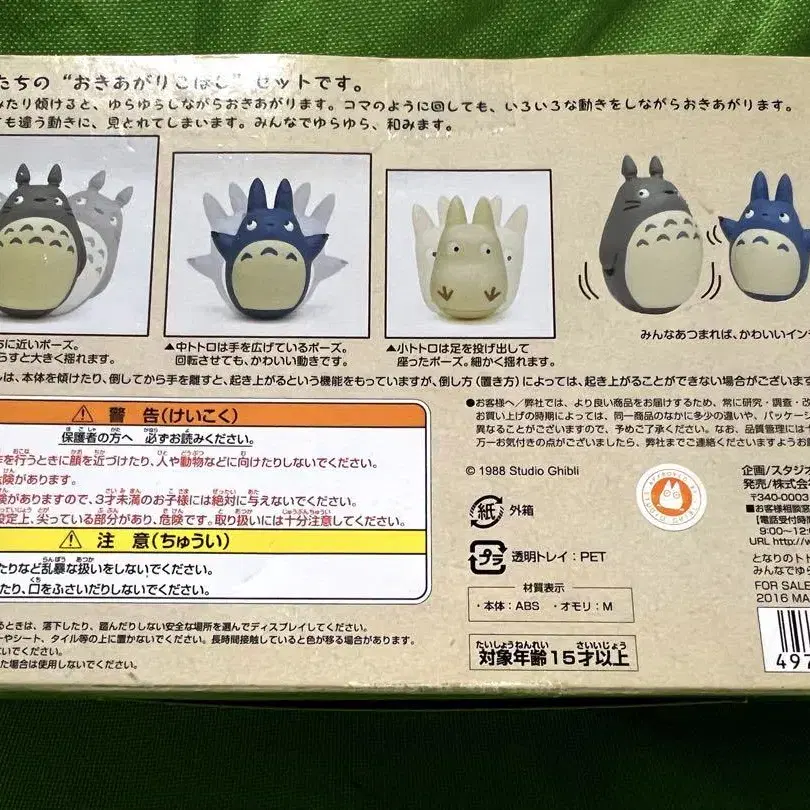 たちの“おきあがりこぼし”セットです。
みたり傾けると、ゆらゆらしながらおきあがります。コマのように回しても、いろいろな動きをしながらおきあがります。
ても違う動きに、見とれてしまいます。みんなでゆらゆら、和みます。
ちに近いポーズ。
らすと大きく揺れます。
▲中トトロは手を広げているポーズ。
回転させても、かわいい動きです。
▲小トトロは足を投げ出して
座ったポーズ。細かく揺れます。
みんなあつまれば、かわいいイン
ルは、本体を傾けたり、倒してから手を離すと、起き上がるという機能をもっていますが、倒し方(置き方)によっては、起き上がることができない場合がございます
警告(けいこく)
保護者の方へ 必ずお読みください。
を行うときに顔を近づけたり、人や動物などに向けたりしないでください。
危険があります。
険がありますので、3才未満のお子様には絶対に与えないでください。
設定上、尖っている部分があり、危険です。取り扱いには十分注意してください。
注意(ちゅうい)
たりなど乱暴な扱いをしないでください。
たり、口をふさいだりしないでください。
るときは、落下したり、踏んだりしない安全な場所を選んでディスプレイしてください。
ーやシート、タイル等の上に置かないでください。長時間接触していると色が移る場合があります。
た場合は使用しないでください。
●お客様へ/弊社では、より良い商品をお届けするため、常に研究・調査・改
お買い上げの時期によっては、同一商品のなかに多少の違いや、パッケー
異なることがございますので、予めご了承ください。なお、品質管理には十
万一お気付きの点がございましたら、弊社までご連絡くださいますようお
© 1988 Studio Ghibli
紙 外箱
プラ 透明トレイ:PET
材質表示
・本体:ABS ・オモリ:M
たいしょうねんれい さいいじょう
対象年齢15才以上
企画/スタジオ
発売/株式会
〒340-0003
■お客様相談窓
【電話受付時
9:00~12:0
URL http://w
となりのトト
みんなでゆら
FOR SALE
2016 MA
497